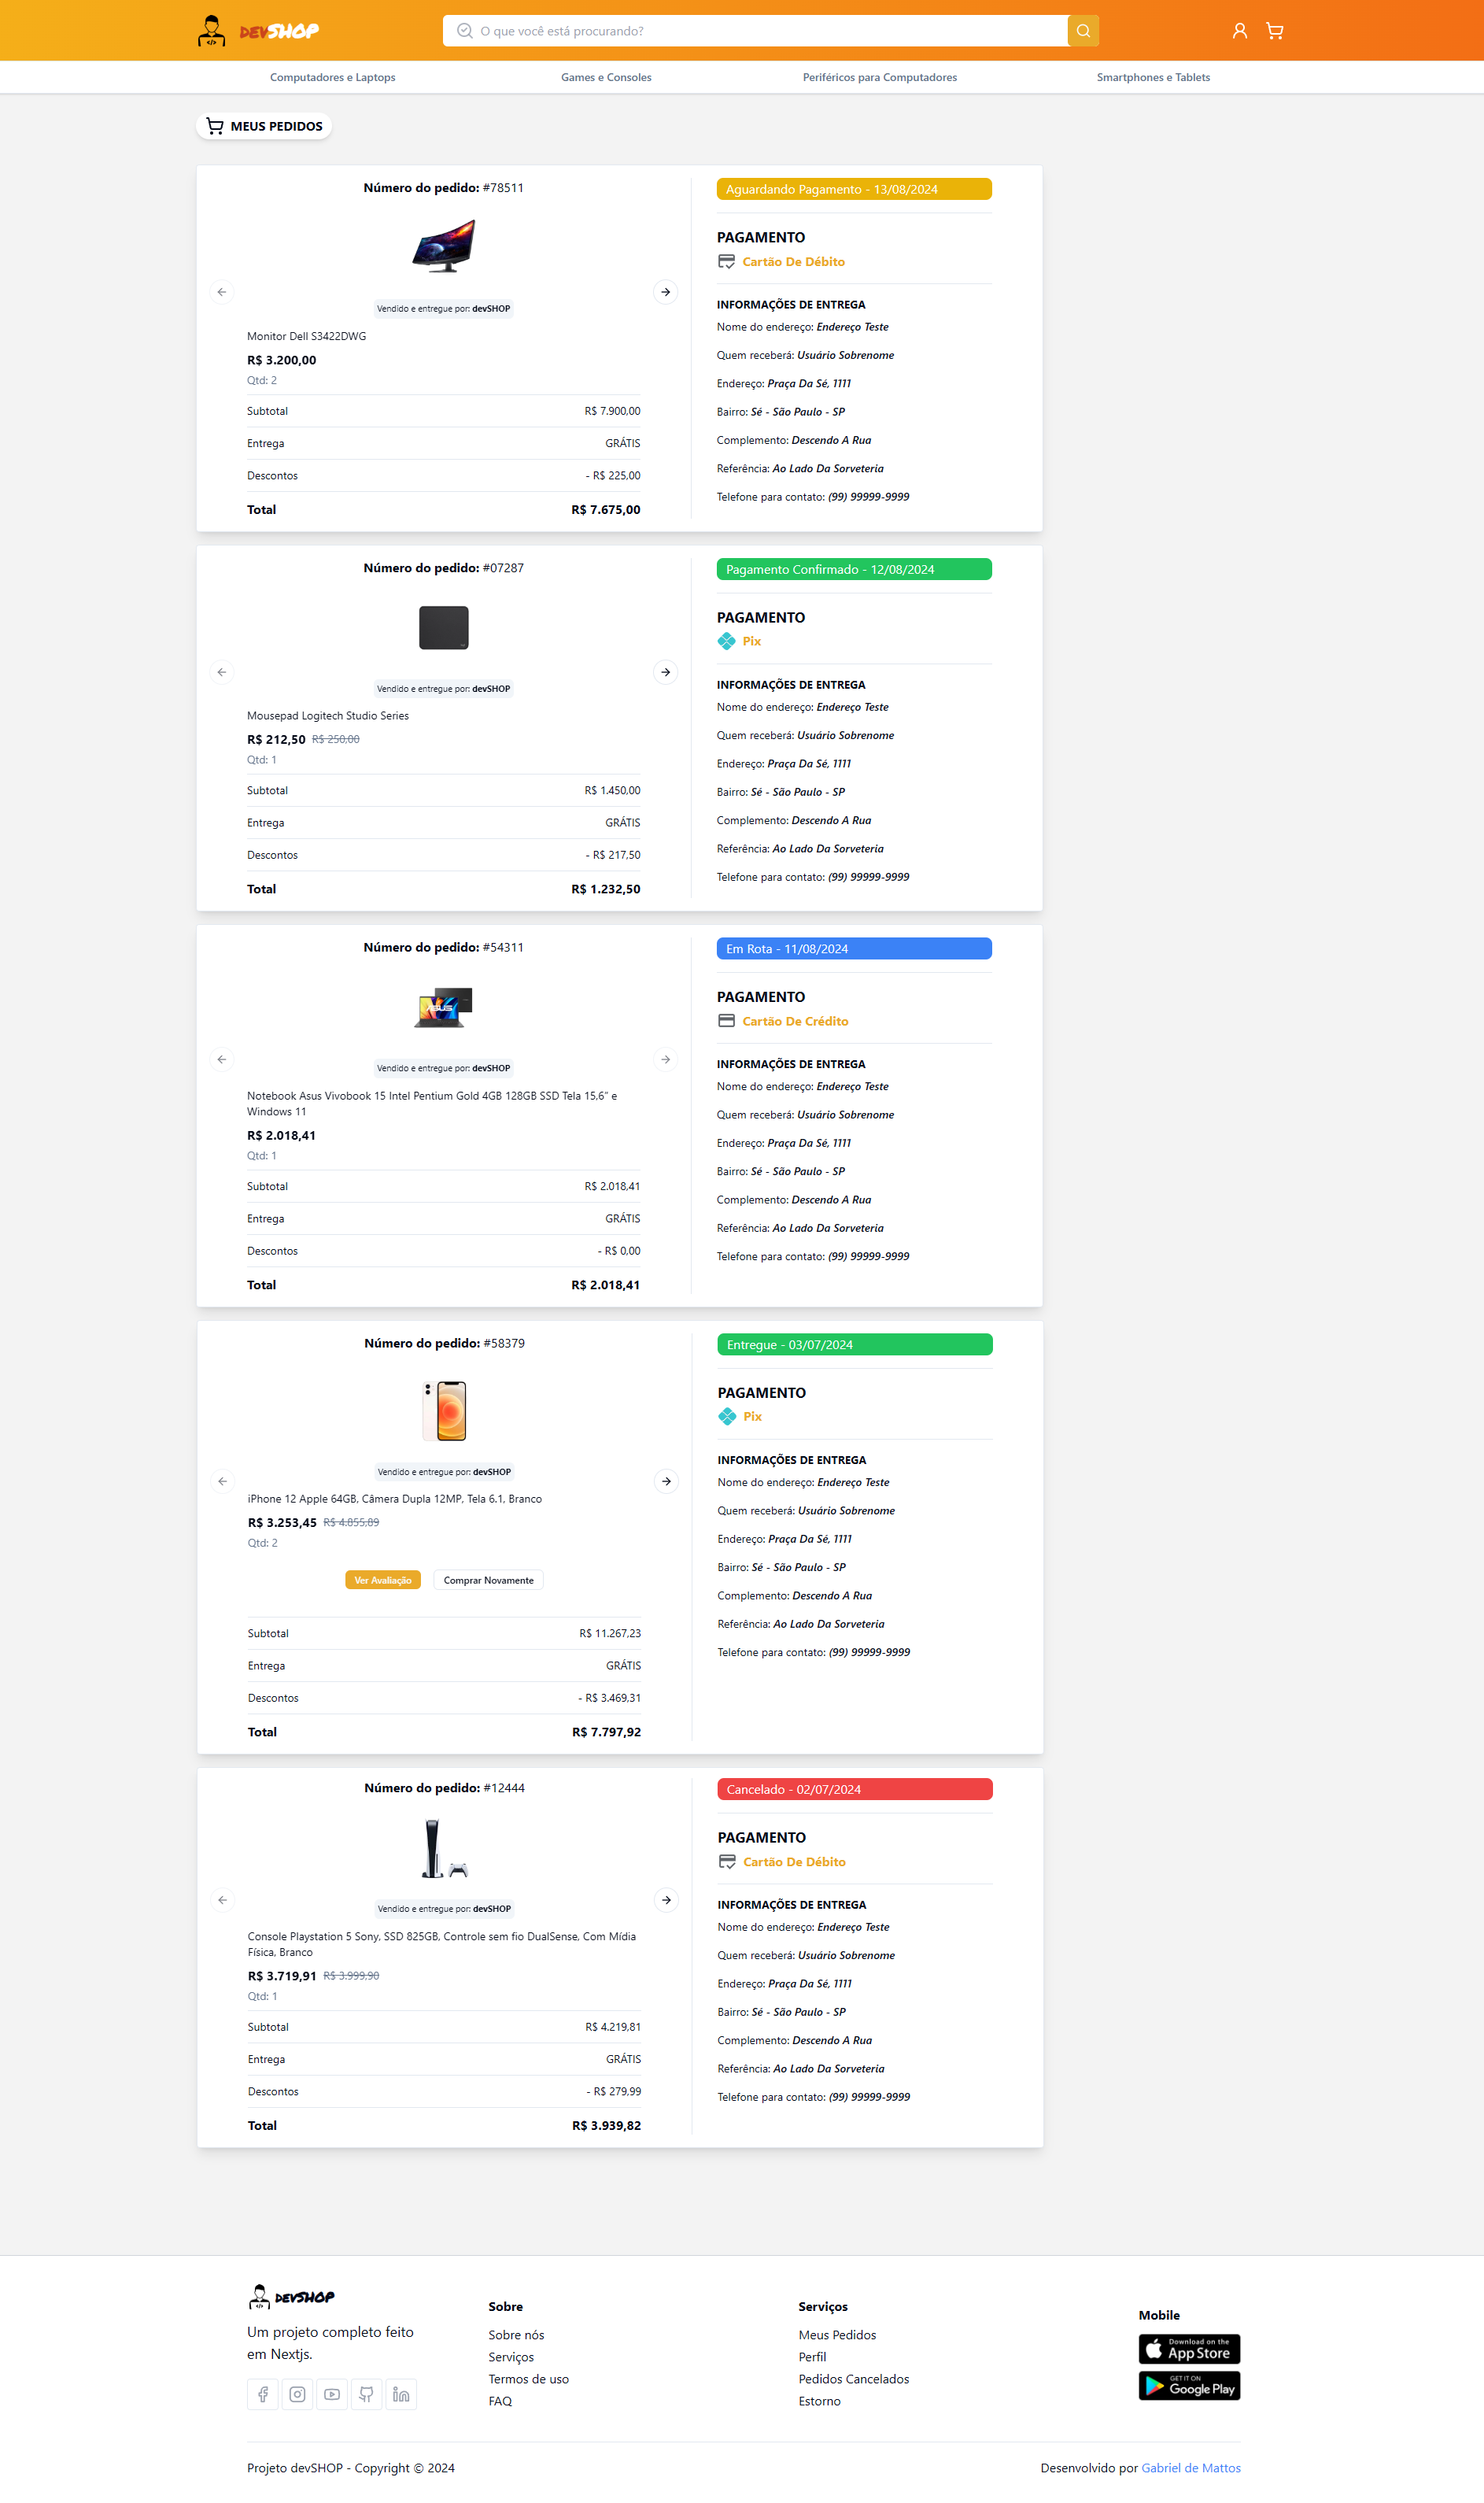 DEVSHOP
O que você está procurando?
Computadores e Laptops
Games e Consoles
Periféricos para Computadores
Smartphones e Tablets
MEUS PEDIDOS
Número do pedido: #78511
Vendido e entregue por: devSHOP
Monitor Dell S3422DWG
R$ 3.200,00
Qtd: 2
Subtotal R$ 7.900,00
Entrega GRÁTIS
Descontos - R$ 225,00
Total R$ 7.675,00
Aguardando Pagamento - 13/08/2024
PAGAMENTO
Cartão De Débito
INFORMAÇÕES DE ENTREGA
Nome do endereço: Endereço Teste
Quem receberá: Usuário Sobrenome
Endereço: Praça Da Sé, 1111
Bairro: Sé - São Paulo - SP
Complemento: Descendo A Rua
Referência: Ao Lado Da Sorveteria
Telefone para contato: (99) 99999-9999
Número do pedido: #07287
Vendido e entregue por: devSHOP
Mousepad Logitech Studio Series
R$ 212,50 R$ 250,00
Qtd: 1
Subtotal R$ 1.450,00
Entrega GRÁTIS
Descontos - R$ 217,50
Total R$ 1.232,50
Pagamento Confirmado - 12/08/2024
PAGAMENTO
Pix
INFORMAÇÕES DE ENTREGA
Nome do endereço: Endereço Teste
Quem receberá: Usuário Sobrenome
Endereço: Praça Da Sé, 1111
Bairro: Sé - São Paulo - SP
Complemento: Descendo A Rua
Referência: Ao Lado Da Sorveteria
Telefone para contato: (99) 99999-9999
Número do pedido: #54311
ASUS
Vendido e entregue por: devSHOP
Notebook Asus Vivobook 15 Intel Pentium Gold 4GB 128GB SSD Tela 15,6" e
Windows 11
R$ 2.018,41
Qtd: 1
Subtotal R$ 2.018,41
Entrega GRÁTIS
Descontos - R$ 0,00
Total R$ 2.018,41
Em Rota - 11/08/2024
PAGAMENTO
Cartão De Crédito
INFORMAÇÕES DE ENTREGA
Nome do endereço: Endereço Teste
Quem receberá: Usuário Sobrenome
Endereço: Praça Da Sé, 1111
Bairro: Sé - São Paulo - SP
Complemento: Descendo A Rua
Referência: Ao Lado Da Sorveteria
Telefone para contato: (99) 99999-9999
Número do pedido: #58379
Vendido e entregue por: devSHOP
iPhone 12 Apple 64GB, Câmera Dupla 12MP, Tela 6.1, Branco
R$ 3.253,45 R$ 4.855,89
Qtd: 2
Ver Avaliação
Comprar Novamente
Subtotal R$ 11.267,23
Entrega GRÁTIS
Descontos - R$ 3.469,31
Total R$ 7.797,92
Entregue - 03/07/2024
PAGAMENTO
Pix
INFORMAÇÕES DE ENTREGA
Nome do endereço: Endereço Teste
Quem receberá: Usuário Sobrenome
Endereço: Praça Da Sé, 1111
Bairro: Sé - São Paulo - SP
Complemento: Descendo A Rua
Referência: Ao Lado Da Sorveteria
Telefone para contato: (99) 99999-9999
Número do pedido: #12444
Vendido e entregue por: devSHOP
Console Playstation 5 Sony, SSD 825GB, Controle sem fio DualSense, Com Mídia
Física, Branco
R$ 3.719,91 R$ 3.999,90
Qtd: 1
Subtotal R$ 4.219,81
Entrega GRÁTIS
Descontos - R$ 279,99
Total R$ 3.939,82
Cancelado - 02/07/2024
PAGAMENTO
Cartão De Débito
INFORMAÇÕES DE ENTREGA
Nome do endereço: Endereço Teste
Quem receberá: Usuário Sobrenome
Endereço: Praça Da Sé, 1111
Bairro: Sé - São Paulo - SP
Complemento: Descendo A Rua
Referência: Ao Lado Da Sorveteria
Telefone para contato: (99) 99999-9999
DEVSHOP
Um projeto completo feito
em Nextjs.
Sobre
Sobre nós
Serviços
Termos de uso
FAQ
Serviços
Meus Pedidos
Perfil
Pedidos Cancelados
Estorno
Mobile
Download on the
App Store
GET IT ON
Google Play
Projeto devSHOP - Copyright © 2024
Desenvolvido por Gabriel de Mattos